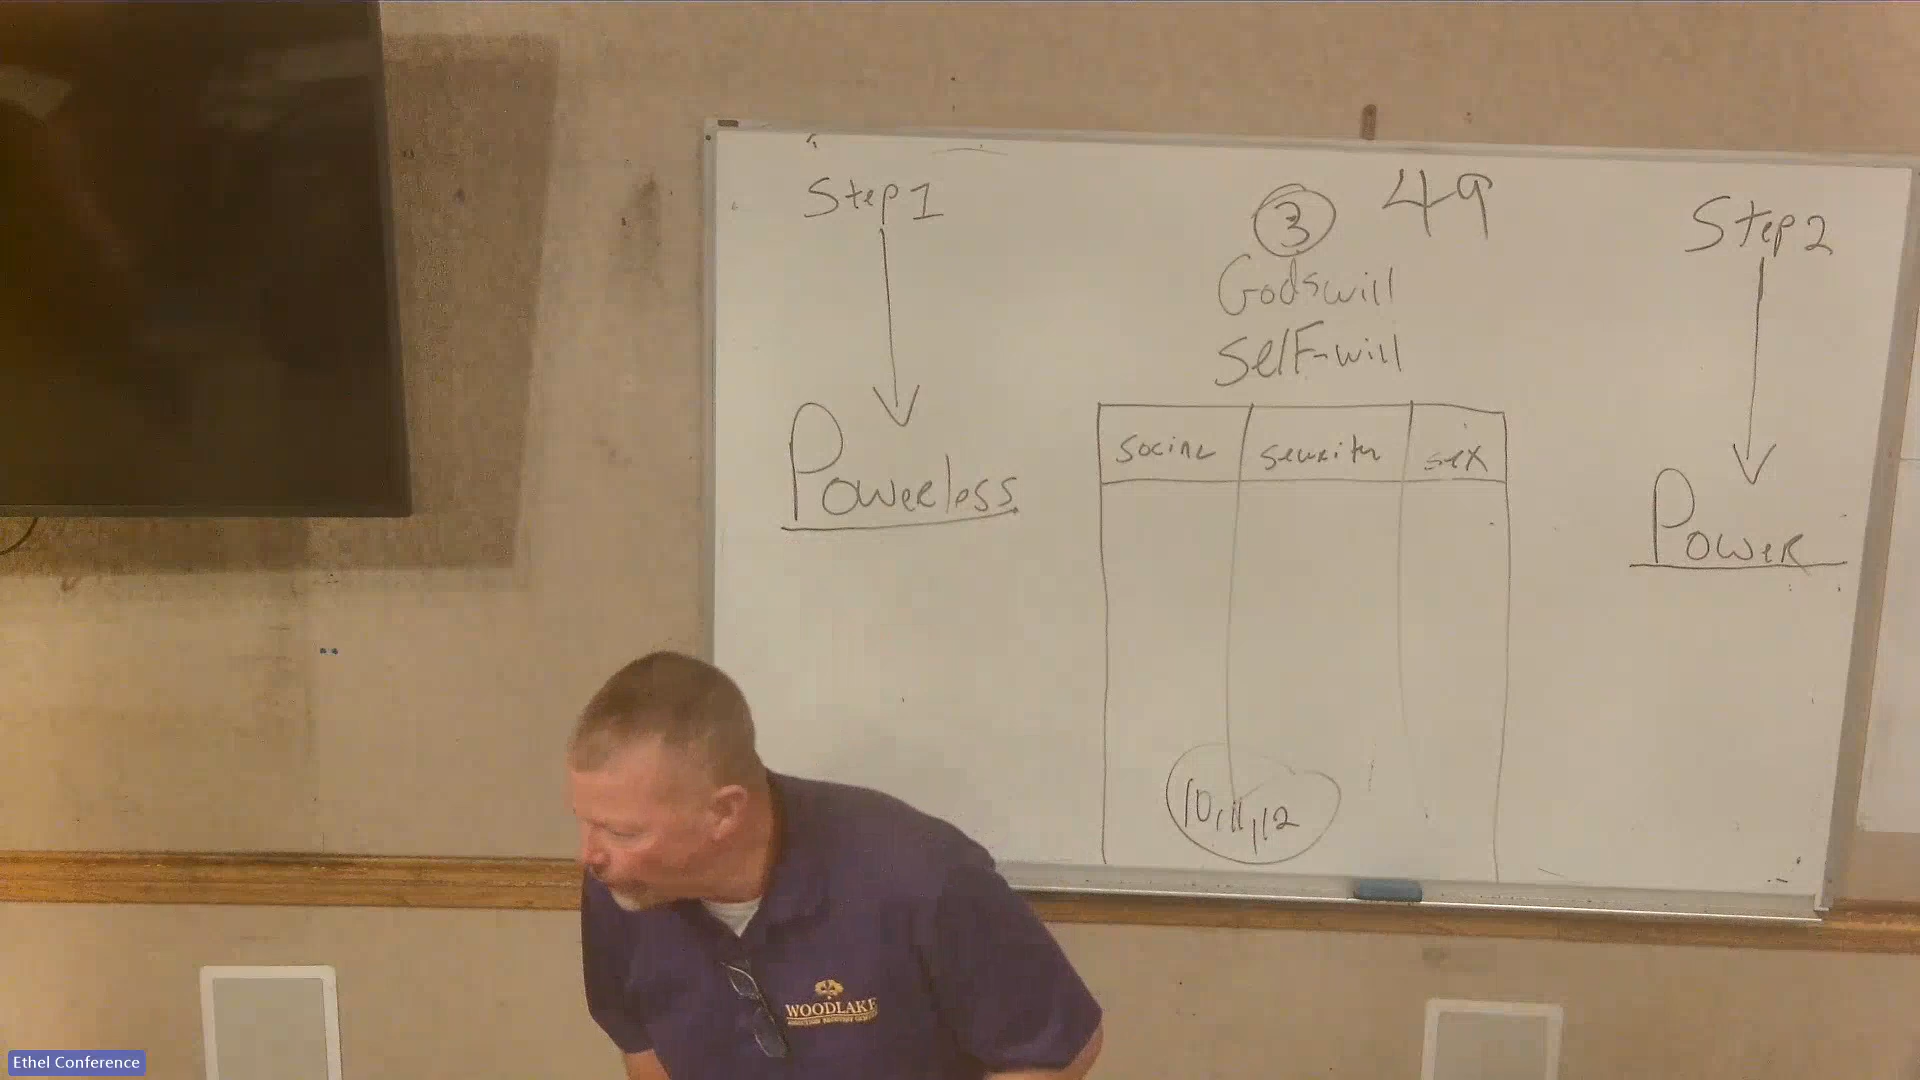 Step 1
③ 49
Step 2
Godswill
Self-will
Powerless
social security sex
Power
10,11,12
WOODLAKE
Ethel Conference